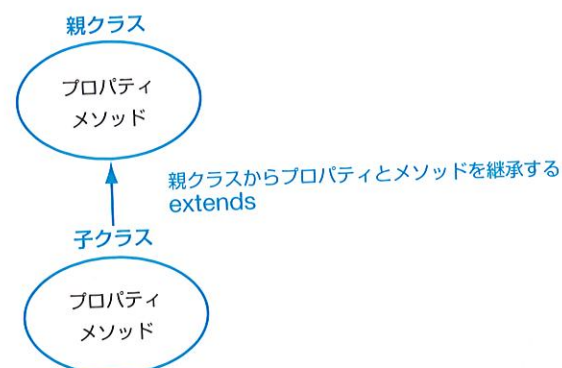 親クラス
プロパティ
メソッド
親クラスからプロパティとメソッドを継承する
extends
子クラス
プロパティ
メソッド